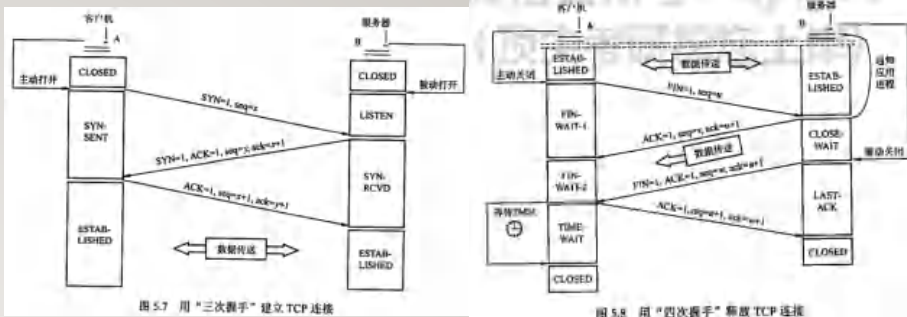 客户机
A
服务器
B
CLOSED
CLOSED
主动打开
被动打开
LISTEN
SYN=1, seq=x
SYN-
SENT
SYN=1, ACK=1, seq=y, ack=x+1
SYN-
RCVD
ACK=1, seq=x+1, ack=y+1
ESTAB-
LISHED
数据传送
ESTAB-
LISHED
图 5.7 用“三次握手”建立 TCP 连接
客户机
A
服务器
B
ESTAB-
LISHED
数据传送
主动关闭
ESTAB-
LISHED
通知
应用
进程
FIN=1, seq=u
FIN-
WAIT-1
ACK=1, seq=v, ack=u+1
CLOSE-
WAIT
数据传送
被动关闭
FIN-
WAIT-2
FIN=1, ACK=1, seq=w, ack=u+1
LAST-
ACK
ACK=1, seq=u+1, ack=w+1
等待2MSL
TIME-
WAIT
CLOSED
CLOSED
图 5.8 用“四次握手”释放 TCP 连接